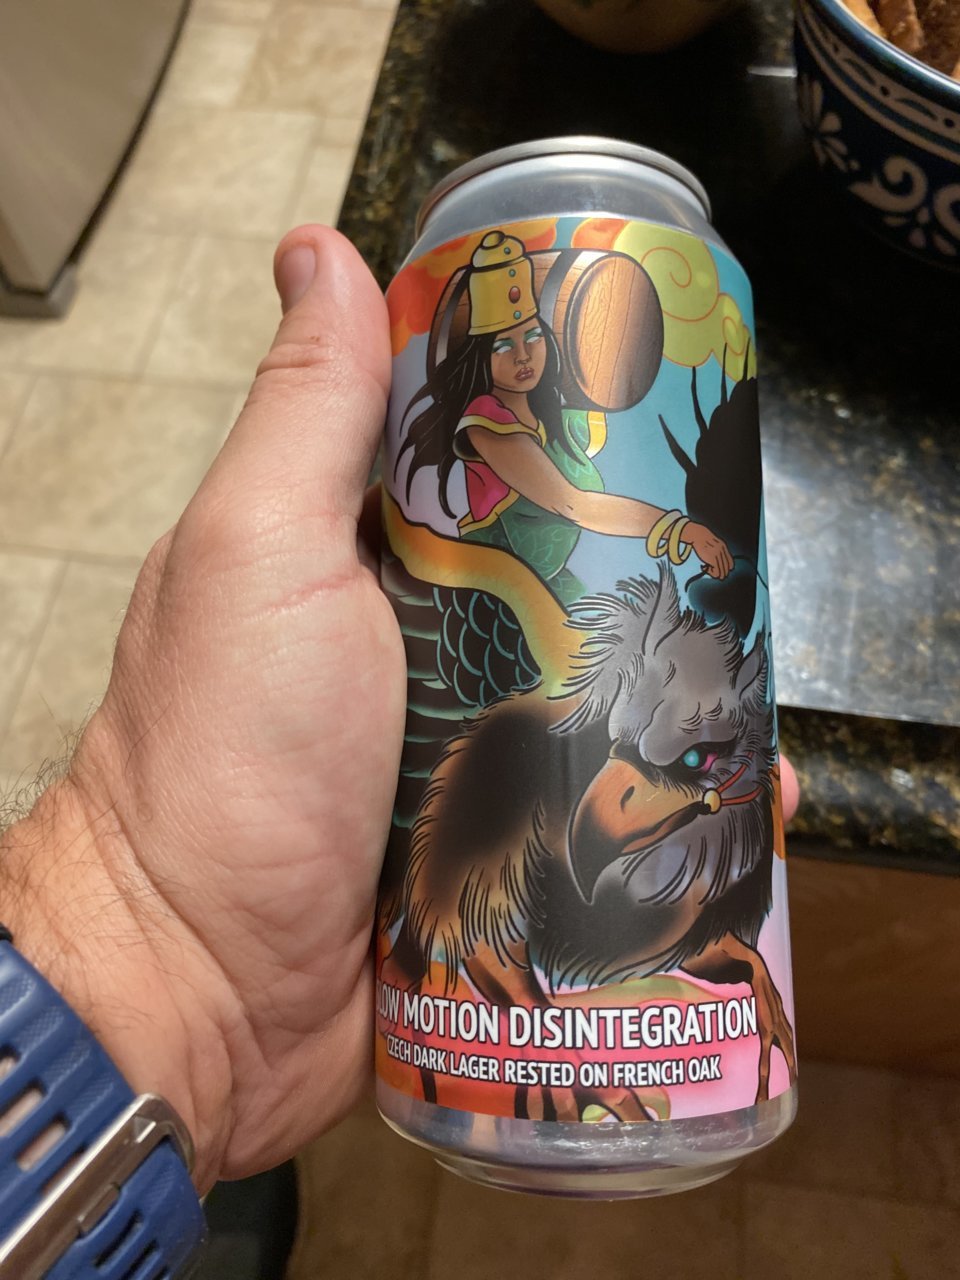 LOW MOTION DISINTEGRATION
CZECH DARK LAGER RESTED ON FRENCH OAK